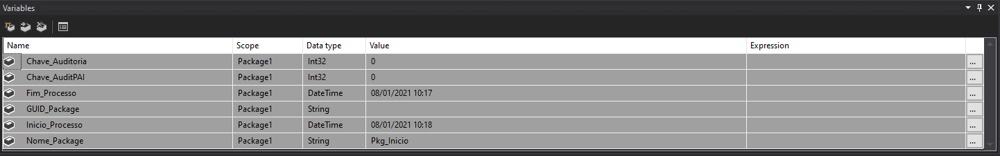 Variables
Name Scope Data type Value Expression
Chave_Auditoria Package1 Int32 0 ...
Chave_AuditPAI Package1 Int32 0 ...
Fim_Processo Package1 DateTime 08/01/2021 10:17 ...
GUID_Package Package1 String ...
Inicio_Processo Package1 DateTime 08/01/2021 10:18 ...
Nome_Package Package1 String Pkg_Inicio ...